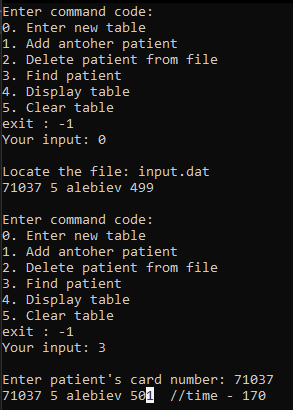 Enter command code:
0. Enter new table
1. Add antoher patient
2. Delete patient from file
3. Find patient
4. Display table
5. Clear table
exit : -1
Your input: 0
Locate the file: input.dat
71037 5 alebiev 499
Enter command code:
0. Enter new table
1. Add antoher patient
2. Delete patient from file
3. Find patient
4. Display table
5. Clear table
exit : -1
Your input: 3
Enter patient's card number: 71037
71037 5 alebiev 501  //time - 170